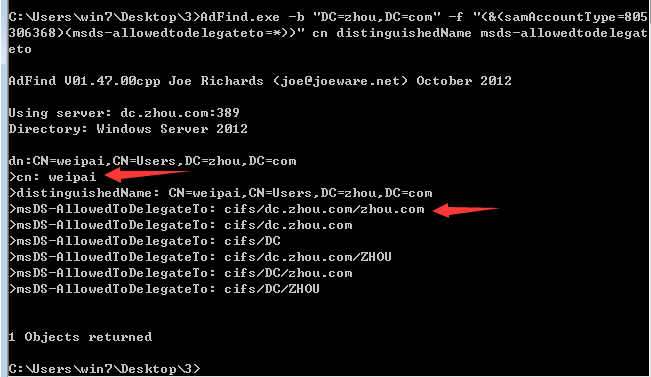 C:\Users\win7\Desktop\3>AdFind.exe -b "DC=zhou,DC=com" -f "(&(samAccountType=805
306368)(msds-allowedtodelegateto=*))" cn distinguishedName msds-allowedtodelegat
eto
AdFind V01.47.00cpp Joe Richards (joe@joeware.net) October 2012
Using server: dc.zhou.com:389
Directory: Windows Server 2012
dn:CN=weipai,CN=Users,DC=zhou,DC=com
>cn: weipai
>distinguishedName: CN=weipai,CN=Users,DC=zhou,DC=com
>msDS-AllowedToDelegateTo: cifs/dc.zhou.com/zhou.com
>msDS-AllowedToDelegateTo: cifs/dc.zhou.com
>msDS-AllowedToDelegateTo: cifs/DC
>msDS-AllowedToDelegateTo: cifs/dc.zhou.com/ZHOU
>msDS-AllowedToDelegateTo: cifs/DC/zhou.com
>msDS-AllowedToDelegateTo: cifs/DC/ZHOU
1 Objects returned
C:\Users\win7\Desktop\3>